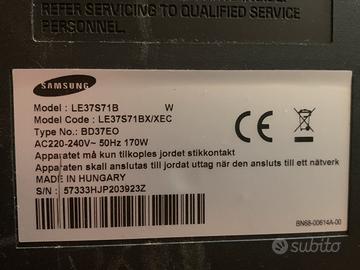 REFER SERVICING TO QUALIFIED SERVICE
PERSONNEL.
SAMSUNG
Model : LE37S71B W
Model Code : LE37S71BX/XEC
Type No. : BD37EO
AC220-240V~ 50Hz 170W
Apparatet må kun tilkoples jordet stikkontakt
Apparaten skall anslutas till jordat uttag när den ansluts till ett nätverk
MADE IN HUNGARY
S/N : 57333HJP203923Z
CE
BN68-00614A-00
subito